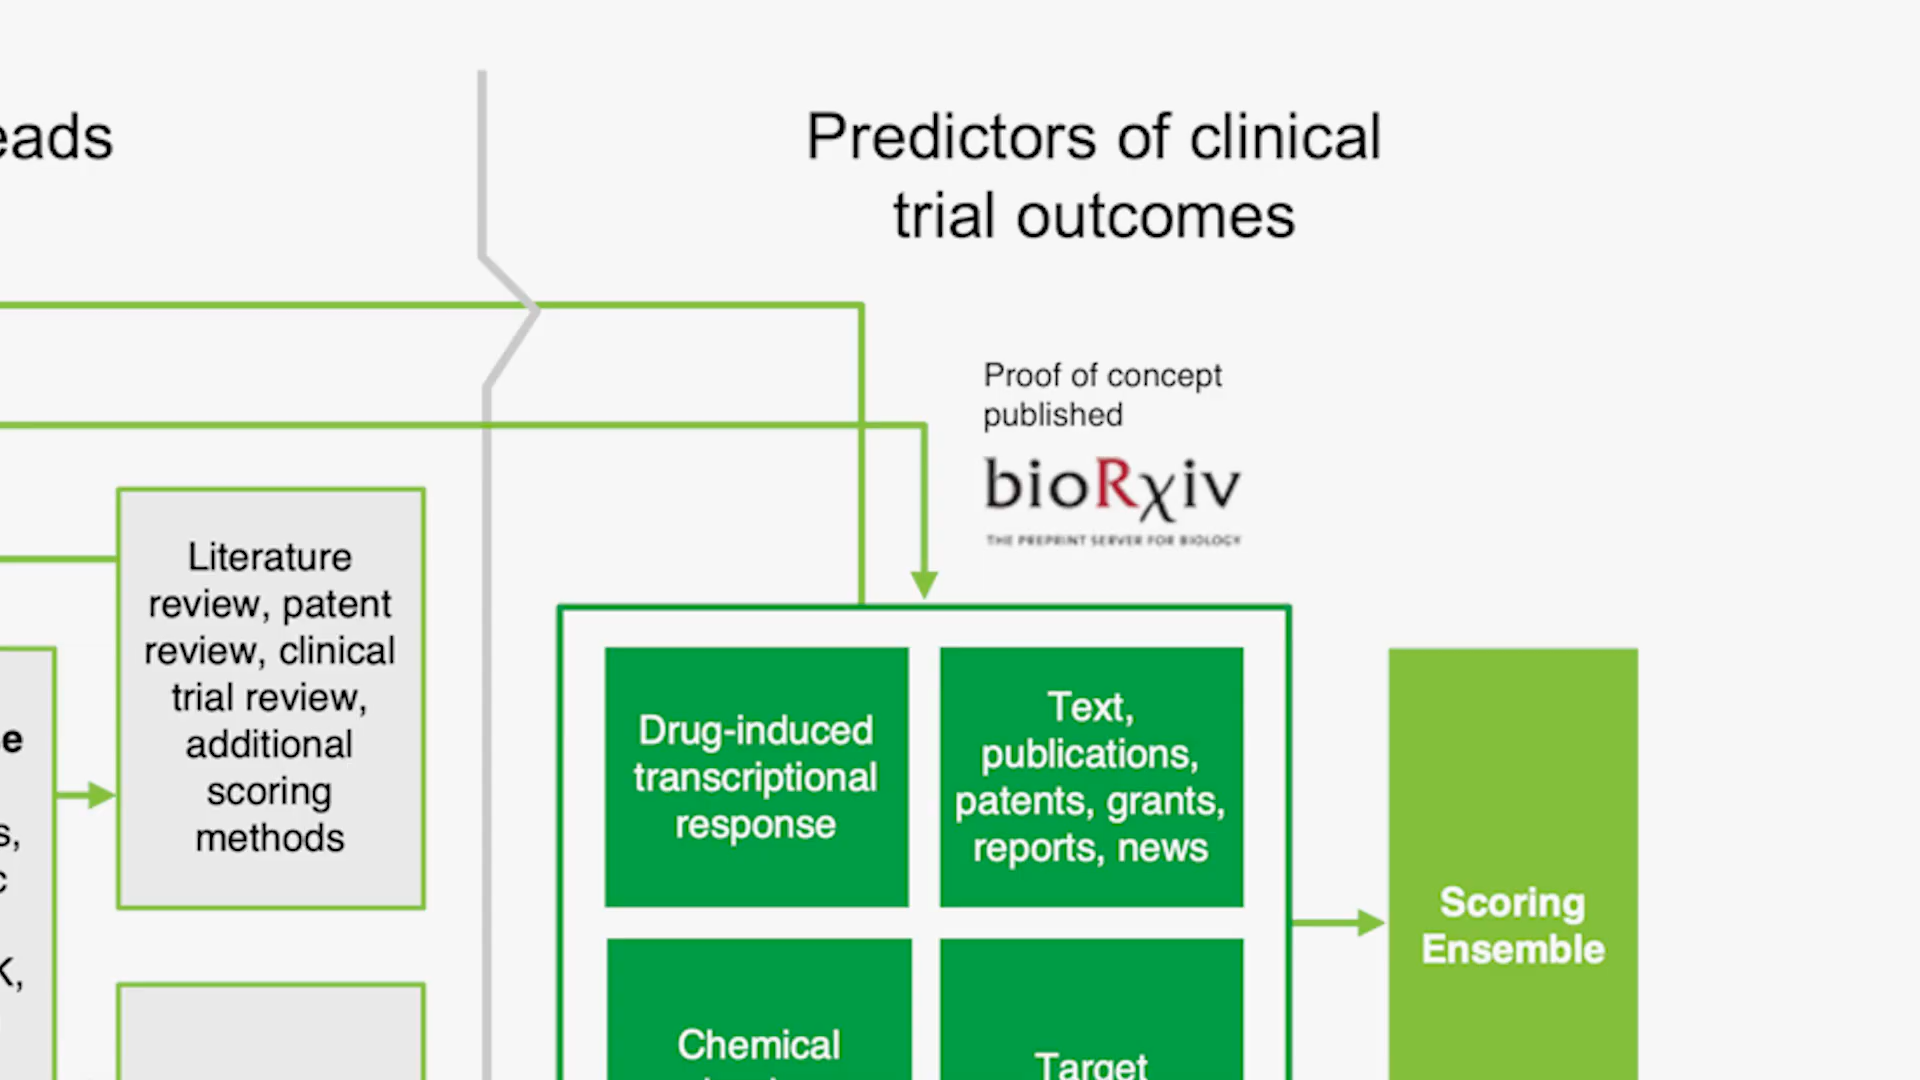 eads
Predictors of clinical
trial outcomes
Proof of concept
published
bioRχiv
THE PREPRINT SERVER FOR BIOLOGY
Literature
review, patent
review, clinical
trial review,
additional
scoring
methods
e
s,
c
K,
Drug-induced
transcriptional
response
Text,
publications,
patents, grants,
reports, news
Chemical
Target
Scoring
Ensemble